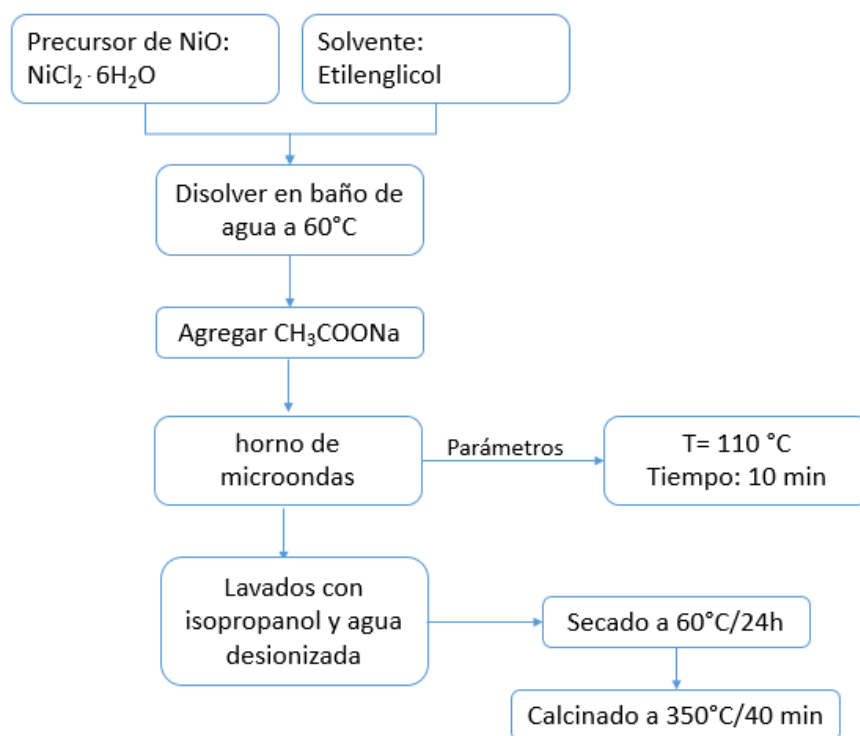 Precursor de NiO:
NiCl₂ · 6H₂O
Solvente:
Etilenglicol
Disolver en baño de
agua a 60°C
Agregar CH₃COONa
horno de
microondas
Parámetros
T= 110 °C
Tiempo: 10 min
Lavados con
isopropanol y agua
desionizada
Secado a 60°C/24h
Calcinado a 350°C/40 min